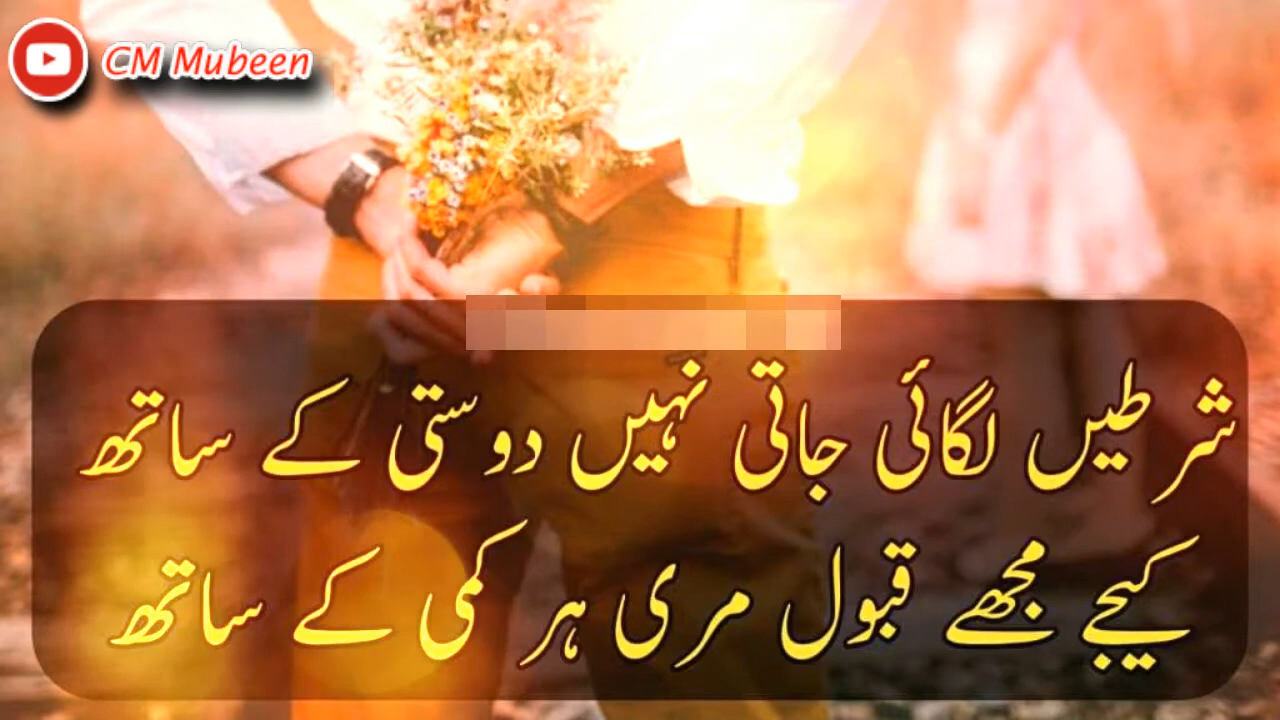 CM Mubeen
شرطیں لگائی جاتی نہیں دوستی کے ساتھ
کیجے مجھے قبول مری ہر کمی کے ساتھ